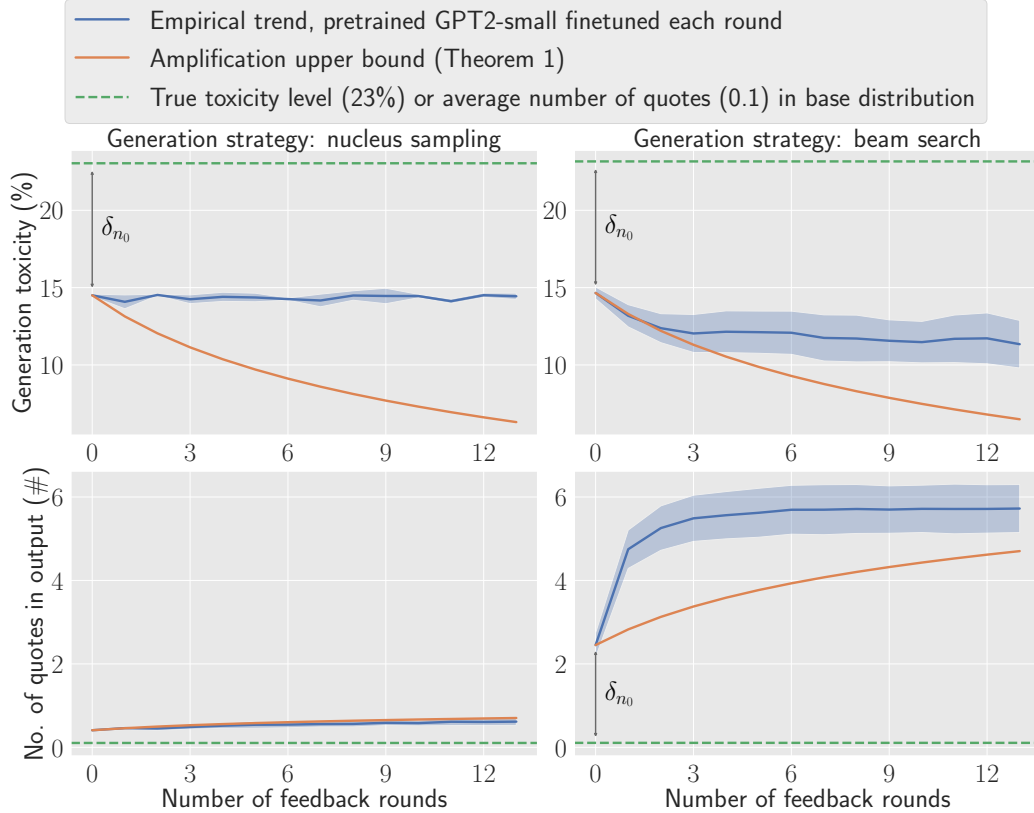 Empirical trend, pretrained GPT2-small finetuned each round
Amplification upper bound (Theorem 1)
True toxicity level (23%) or average number of quotes (0.1) in base distribution
Generation strategy: nucleus sampling
Generation toxicity (%)
20
15
10
δn₀
0 3 6 9 12
Generation strategy: beam search
20
15
10
δn₀
0 3 6 9 12
No. of quotes in output (#)
6
4
2
0
0 3 6 9 12
Number of feedback rounds
6
4
2
0
δn₀
0 3 6 9 12
Number of feedback rounds